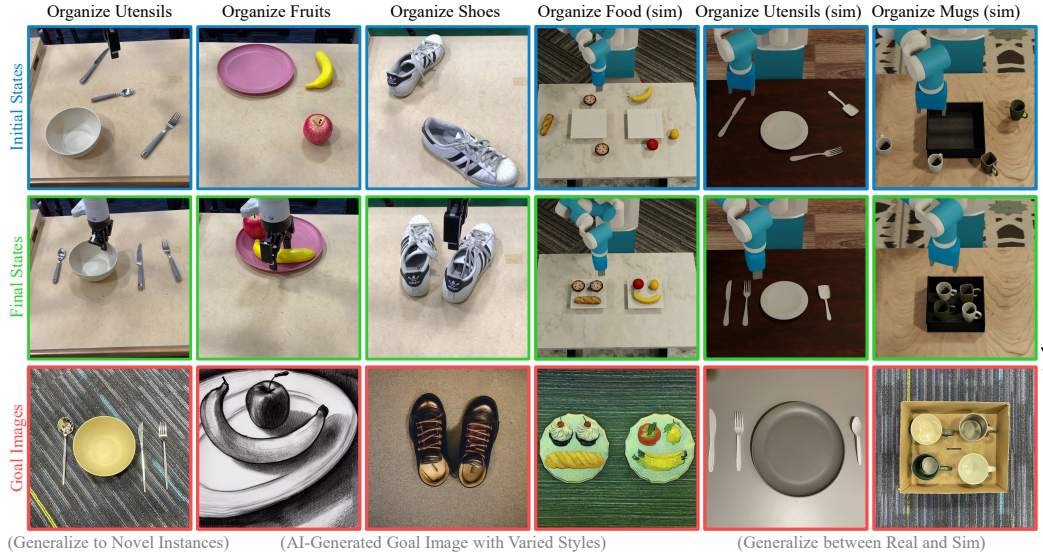 Organize Utensils Organize Fruits Organize Shoes Organize Food (sim) Organize Utensils (sim) Organize Mugs (sim)
Initial States
Final States
Goal Images
(Generalize to Novel Instances) (AI-Generated Goal Image with Varied Styles) (Generalize between Real and Sim)